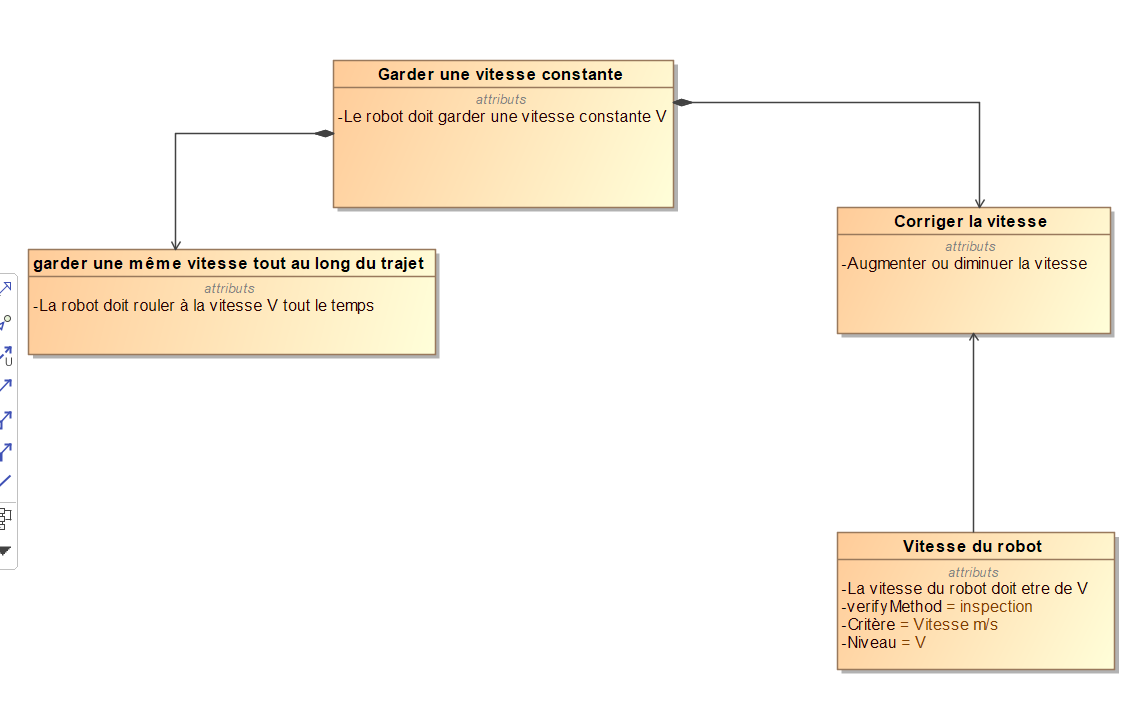 Garder une vitesse constante
attributs
-Le robot doit garder une vitesse constante V
garder une même vitesse tout au long du trajet
attributs
-La robot doit rouler à la vitesse V tout le temps
Corriger la vitesse
attributs
-Augmenter ou diminuer la vitesse
Vitesse du robot
attributs
-La vitesse du robot doit etre de V
-verifyMethod = inspection
-Critère = Vitesse m/s
-Niveau = V
U